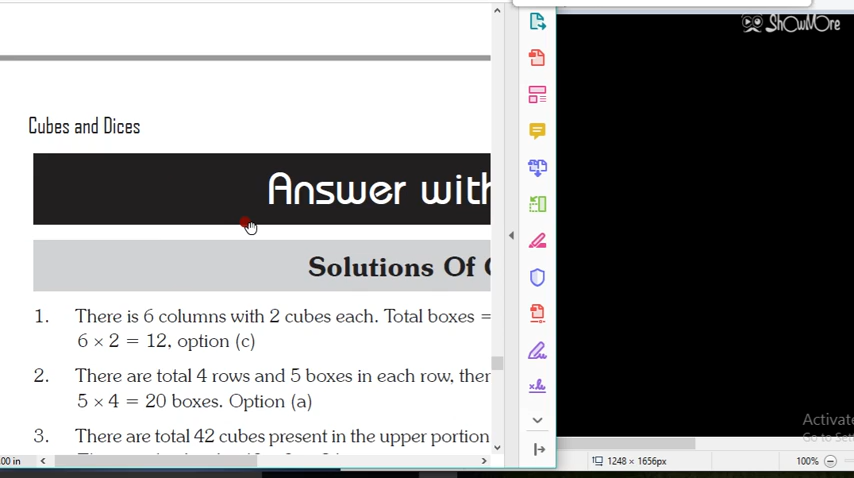 ShowMore
Cubes and Dices
Answer with
Solutions Of
1. There is 6 columns with 2 cubes each. Total boxes =
6 × 2 = 12, option (c)
2. There are total 4 rows and 5 boxes in each row, ther
5 × 4 = 20 boxes. Option (a)
3. There are total 42 cubes present in the upper portion
Activate
.00 in
1248 × 1656px
100%